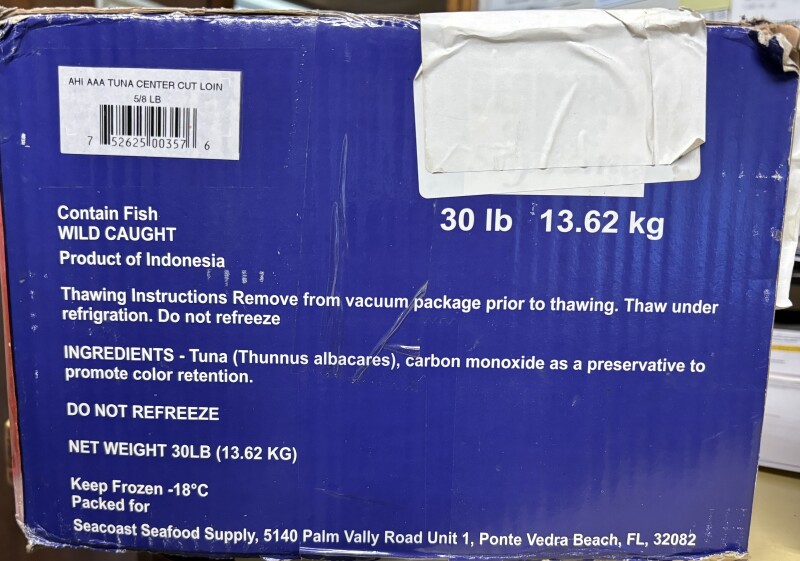 AHI AAA TUNA CENTER CUT LOIN
5/8 LB
7 52625 00357 6
Contain Fish
WILD CAUGHT
Product of Indonesia
30 lb 13.62 kg
Thawing Instructions Remove from vacuum package prior to thawing. Thaw under
refrigration. Do not refreeze
INGREDIENTS - Tuna (Thunnus albacares), carbon monoxide as a preservative to
promote color retention.
DO NOT REFREEZE
NET WEIGHT 30LB (13.62 KG)
Keep Frozen -18°C
Packed for
Seacoast Seafood Supply, 5140 Palm Vally Road Unit 1, Ponte Vedra Beach, FL, 32082